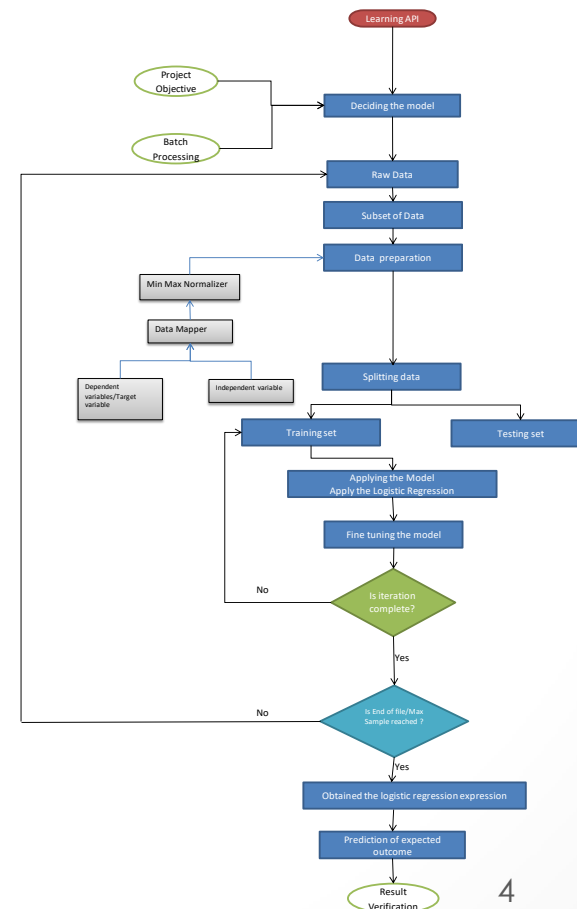 Learning API
Project
Objective
Deciding the model
Batch
Processing
Raw Data
Subset of Data
Data preparation
Min Max Normalizer
Data Mapper
Dependent
variables/Target
variable
Independent variable
Splitting data
Training set
Testing set
Applying the Model
Apply the Logistic Regression
Fine tuning the model
No
Is iteration
complete?
Yes
No
Is End of file/Max
Sample reached ?
Yes
Obtained the logistic regression expression
Prediction of expected
outcome
Result
Verification
4